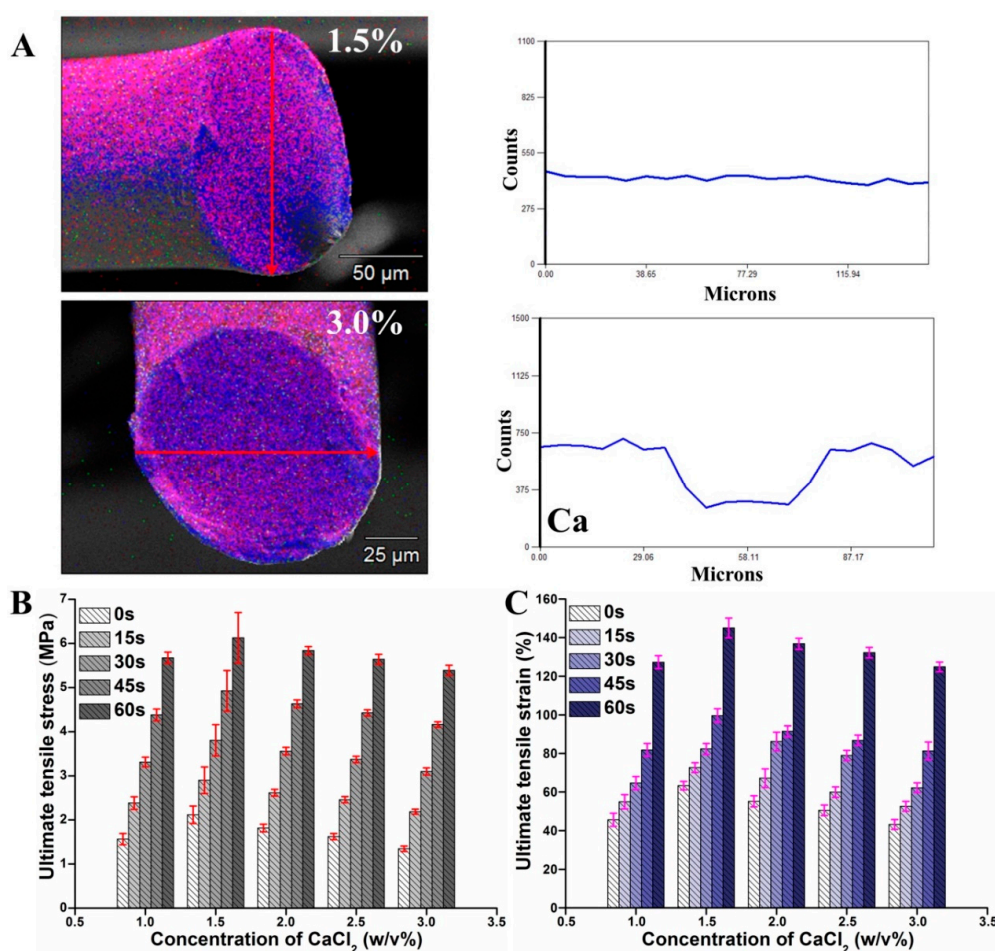 A
1.5%
50 µm
Counts
1100
825
550
275
0
0.00 38.65 77.29 115.94
Microns
3.0%
25 µm
Counts
1500
1125
750
375
0
Ca
0.00 29.06 58.11 87.17
Microns
B
Ultimate tensile stress (MPa)
7
6
5
4
3
2
1
0
0s
15s
30s
45s
60s
0.5 1.0 1.5 2.0 2.5 3.0 3.5
Concentration of CaCl₂ (w/v%)
C
Ultimate tensile strain (%)
160
140
120
100
80
60
40
20
0
0s
15s
30s
45s
60s
0.5 1.0 1.5 2.0 2.5 3.0 3.5
Concentration of CaCl₂ (w/v%)